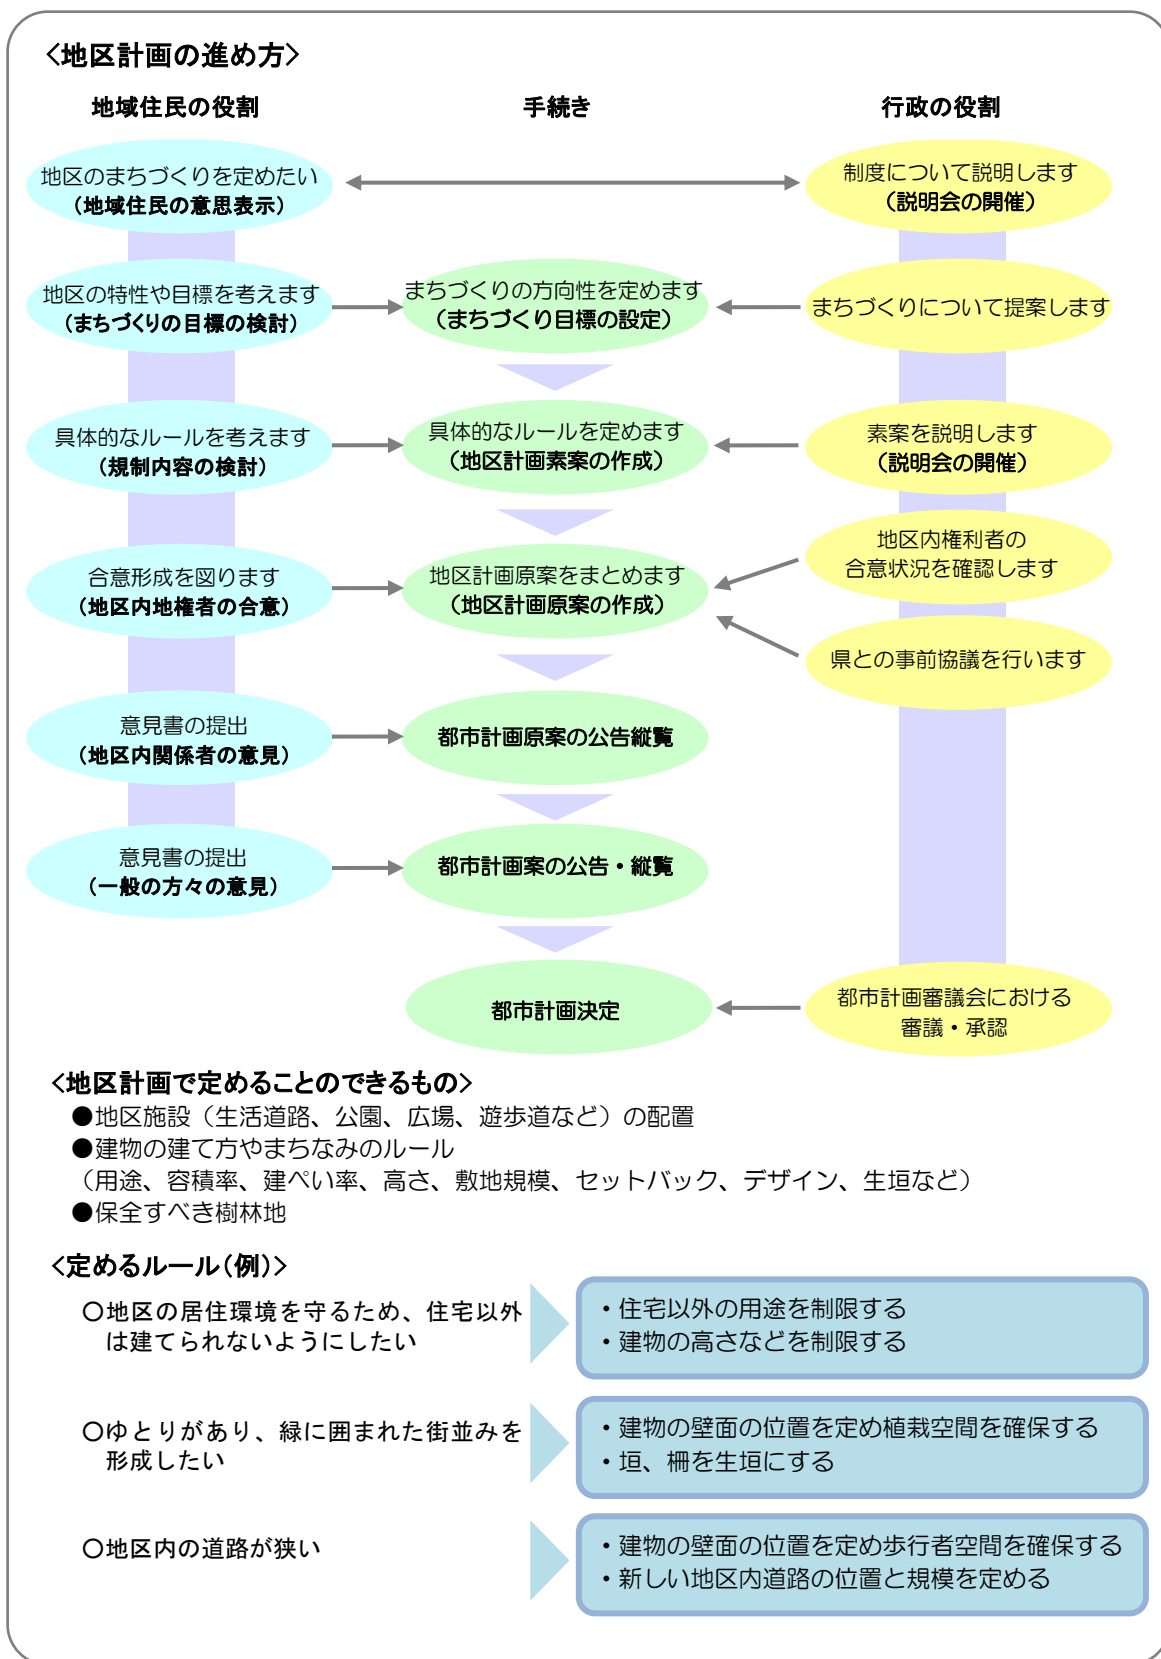 <地区計画の進め方>
地域住民の役割
手続き
行政の役割
地区のまちづくりを定めたい
(地域住民の意思表示)
制度について説明します
(説明会の開催)
地区の特性や目標を考えます
(まちづくりの目標の検討)
まちづくりの方向性を定めます
(まちづくり目標の設定)
まちづくりについて提案します
具体的なルールを考えます
(規制内容の検討)
具体的なルールを定めます
(地区計画素案の作成)
素案を説明します
(説明会の開催)
合意形成を図ります
(地区内地権者の合意)
地区計画原案をまとめます
(地区計画原案の作成)
地区内権利者の
合意状況を確認します
県との事前協議を行います
意見書の提出
(地区内関係者の意見)
都市計画原案の公告縦覧
意見書の提出
(一般の方々の意見)
都市計画案の公告・縦覧
都市計画決定
都市計画審議会における
審議・承認
<地区計画で定めることのできるもの>
●地区施設（生活道路、公園、広場、遊歩道など）の配置
●建物の建て方やまちなみのルール
（用途、容積率、建ぺい率、高さ、敷地規模、セットバック、デザイン、生垣など）
●保全すべき樹林地
<定めるルール(例)>
○地区の居住環境を守るため、住宅以外
は建てられないようにしたい
・住宅以外の用途を制限する
・建物の高さなどを制限する
○ゆとりがあり、緑に囲まれた街並みを
形成したい
・建物の壁面の位置を定め植栽空間を確保する
・垣、柵を生垣にする
○地区内の道路が狭い
・建物の壁面の位置を定め歩行者空間を確保する
・新しい地区内道路の位置と規模を定める